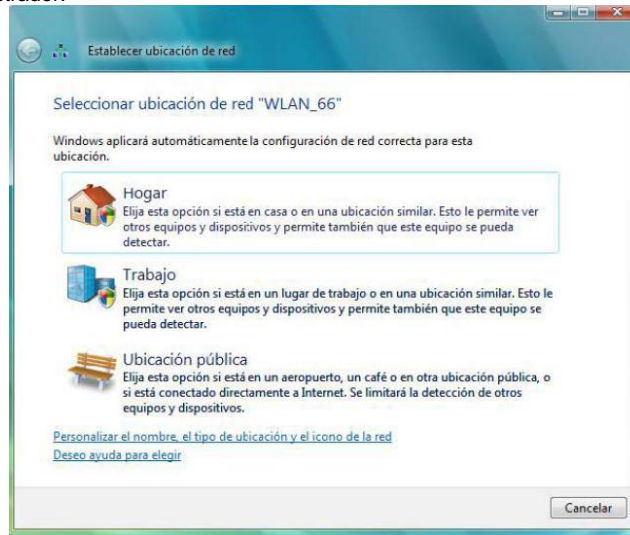 Establecer ubicación de red
Seleccionar ubicación de red "WLAN_66"
Windows aplicará automáticamente la configuración de red correcta para esta
ubicación.
Hogar
Elija esta opción si está en casa o en una ubicación similar. Esto le permite ver
otros equipos y dispositivos y permite también que este equipo se pueda
detectar.
Trabajo
Elija esta opción si está en un lugar de trabajo o en una ubicación similar. Esto le
permite ver otros equipos y dispositivos y permite también que este equipo se
pueda detectar.
Ubicación pública
Elija esta opción si está en un aeropuerto, un café o en otra ubicación pública, o
si está conectado directamente a Internet. Se limitará la detección de otros
equipos y dispositivos.
Personalizar el nombre, el tipo de ubicación y el icono de la red
Deseo ayuda para elegir
Cancelar